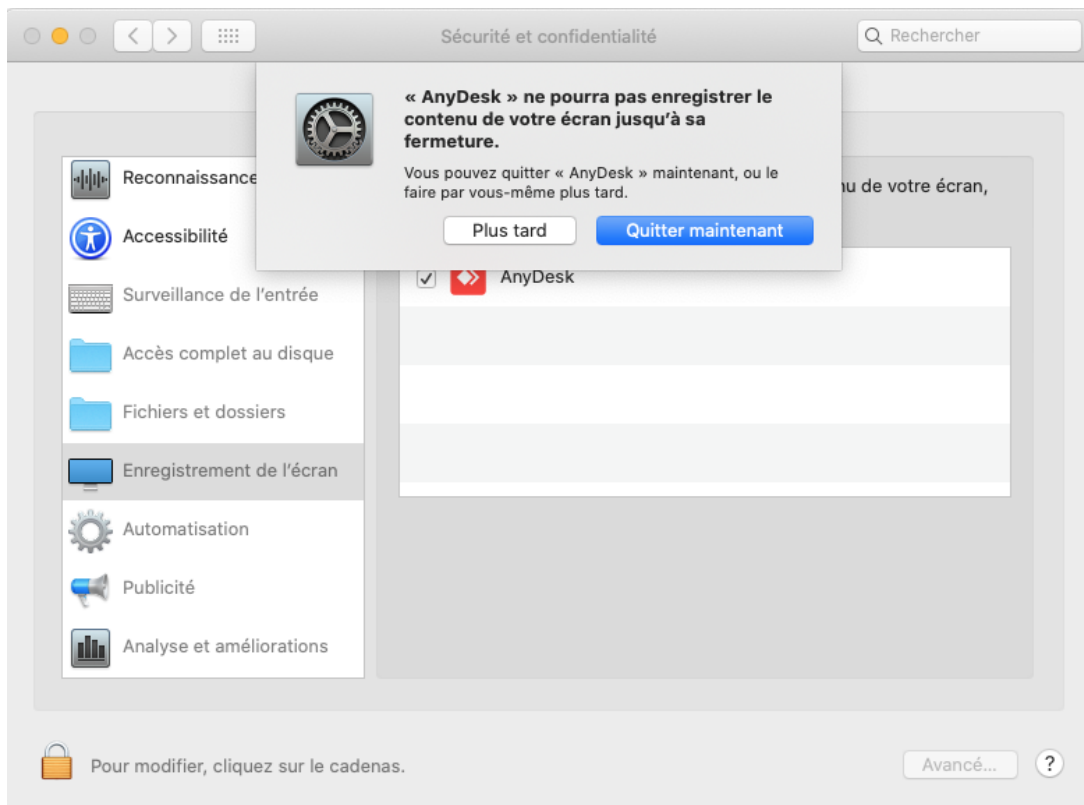 Sécurité et confidentialité
Rechercher
« AnyDesk » ne pourra pas enregistrer le
contenu de votre écran jusqu’à sa
fermeture.
Vous pouvez quitter « AnyDesk » maintenant, ou le
faire par vous-même plus tard.
Plus tard
Quitter maintenant
Reconnaissance
Accessibilité
Surveillance de l’entrée
Accès complet au disque
Fichiers et dossiers
Enregistrement de l’écran
Automatisation
Publicité
Analyse et améliorations
de votre écran,
AnyDesk
Pour modifier, cliquez sur le cadenas.
Avancé...
?